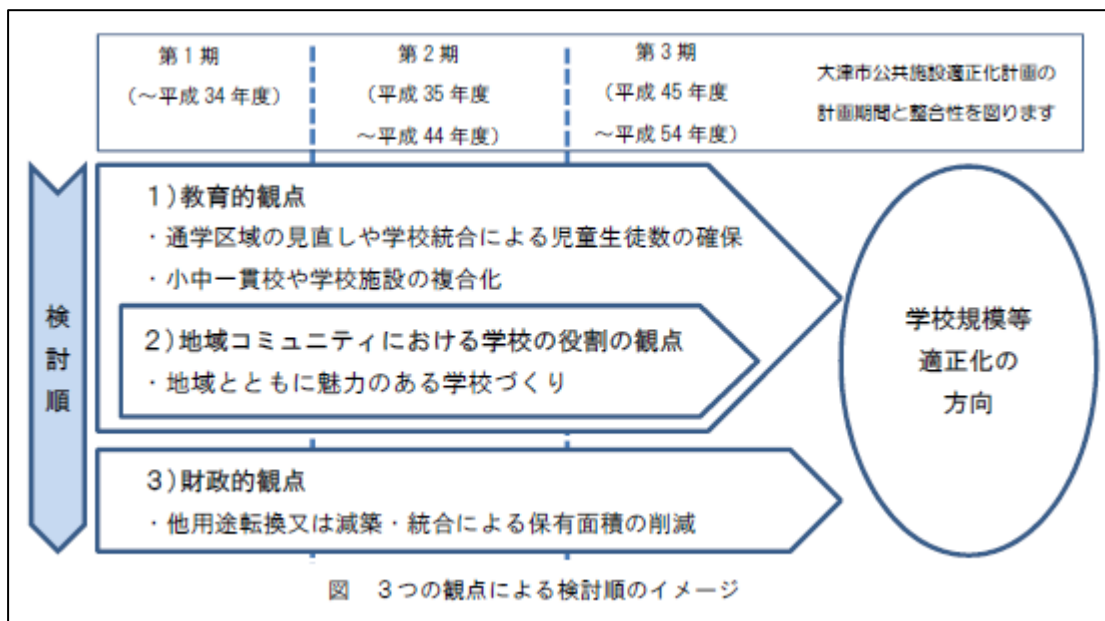 第1期
(～平成34年度)
第2期
(平成35年度
～平成44年度)
第3期
(平成45年度
～平成54年度)
大津市公共施設適正化計画の
計画期間と整合性を図ります
検討順
1)教育的観点
・通学区域の見直しや学校統合による児童生徒数の確保
・小中一貫校や学校施設の複合化
2)地域コミュニティにおける学校の役割の観点
・地域とともに魅力のある学校づくり
3)財政的観点
・他用途転換又は減築・統合による保有面積の削減
学校規模等
適正化の
方向
図　3つの観点による検討順のイメージ